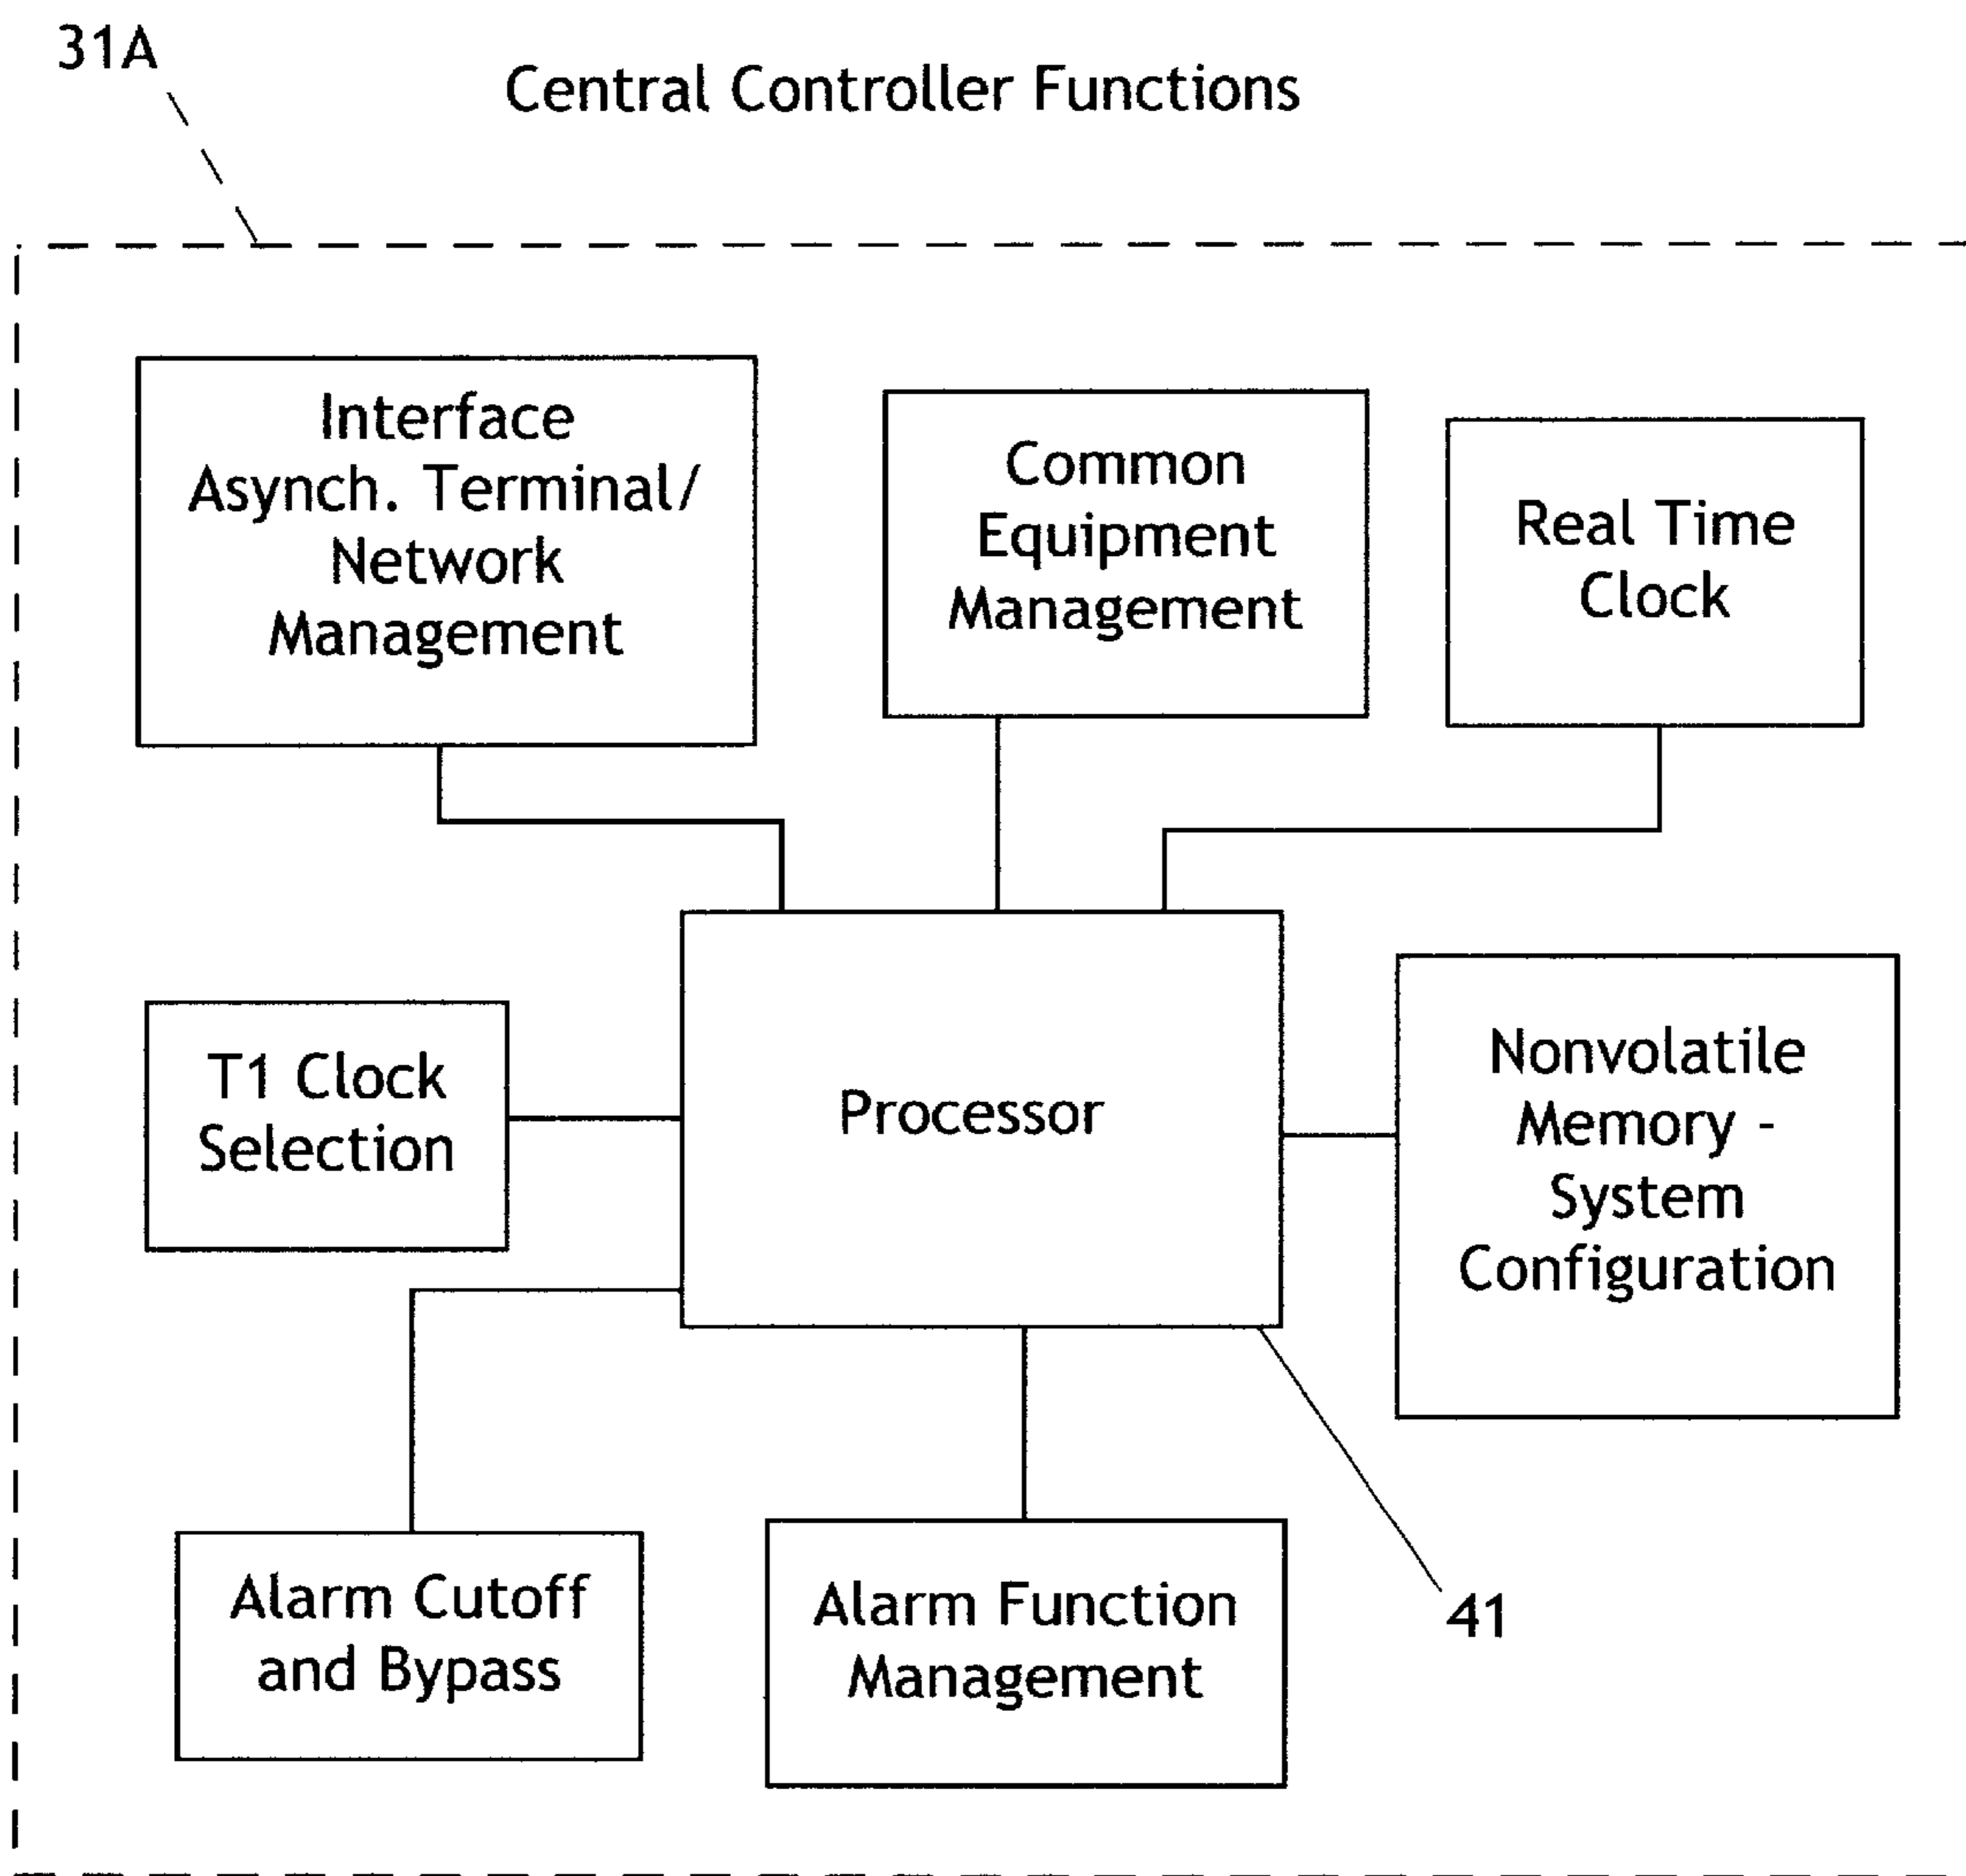 31A
Central Controller Functions
Interface
Asynch. Terminal/
Network
Management
Common
Equipment
Management
Real Time
Clock
T1 Clock
Selection
Processor
Nonvolatile
Memory -
System
Configuration
Alarm Cutoff
and Bypass
Alarm Function
Management
41